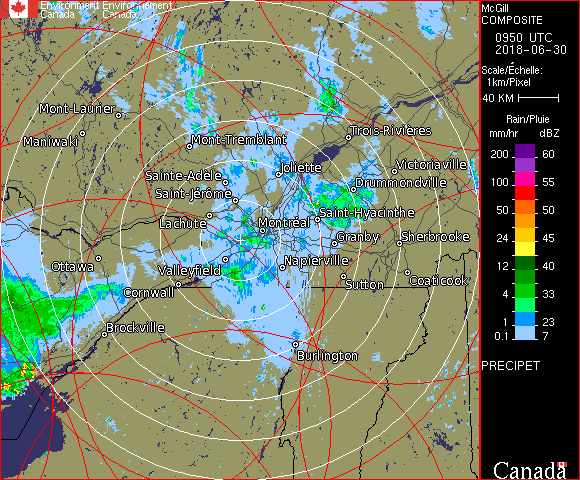 Environment Environnement
Canada Canada
McGill
COMPOSITE
0950 UTC
2018-06-30
Scale/Échelle:
1km/Pixel
40 KM
Rain/Pluie
mm/hr dBZ
200 60
100 55
50 50
24 45
12 40
4 33
1 23
0.1 7
PRECIPET
Canada
Mont-Laurier
Maniwaki
Mont-Tremblant
Trois-Rivières
Joliette
Victoriaville
Sainte-Adèle
Drummondville
Saint-Jérôme
Saint-Hyacinthe
Lachute
Montréal
Granby
Sherbrooke
Ottawa
Valleyfield
Napierville
Cornwall
Sutton
Coaticook
Brockville
Burlington